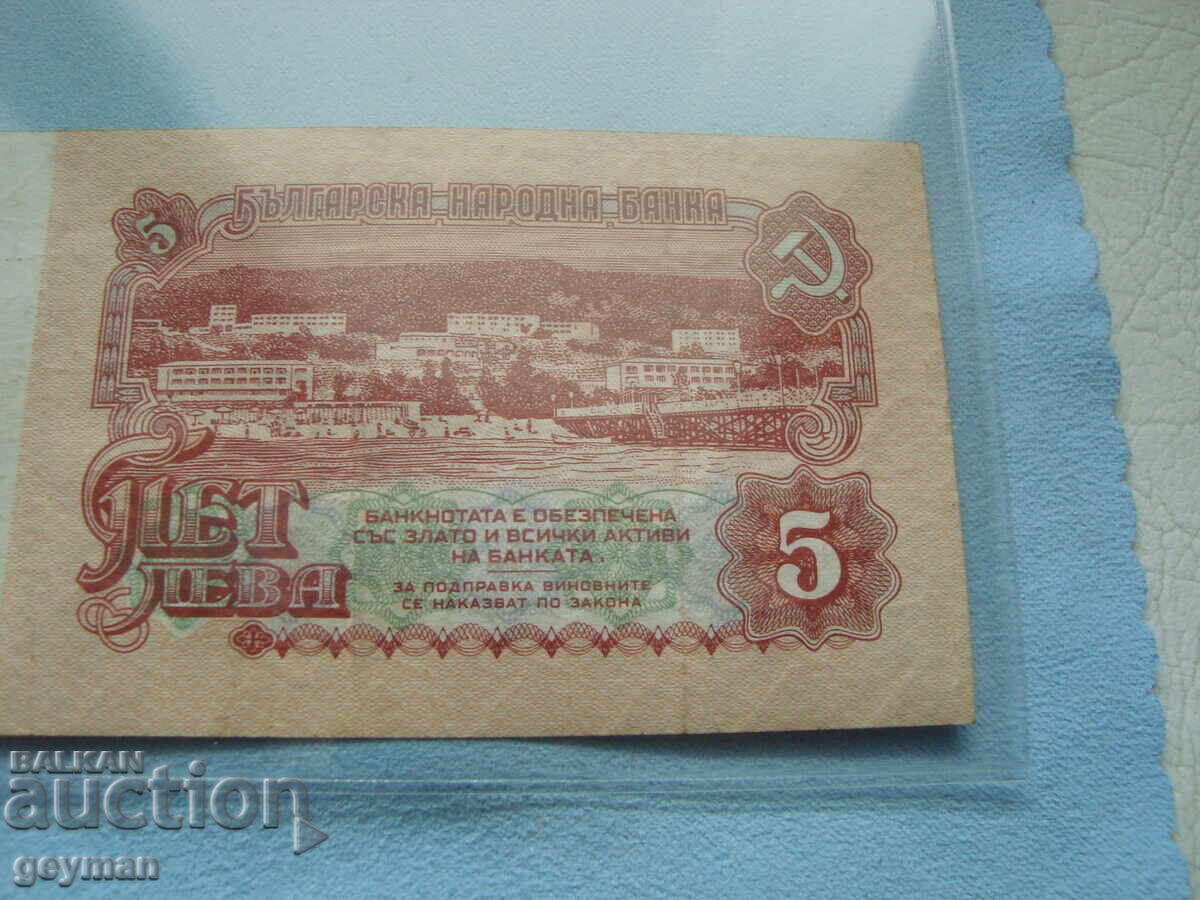 БЪЛГАРСКА НАРОДНА БАНКА
5
ПЕТ
ЛЕВА
БАНКНОТАТА Е ОБЕЗПЕЧЕНА
СЪС ЗЛАТО И ВСИЧКИ АКТИВИ
НА БАНКАТА.
ЗА ПОДПРАВКА ВИНОВНИТЕ
СЕ НАКАЗВАТ ПО ЗАКОНА
5
BALKAN
auction
geyman